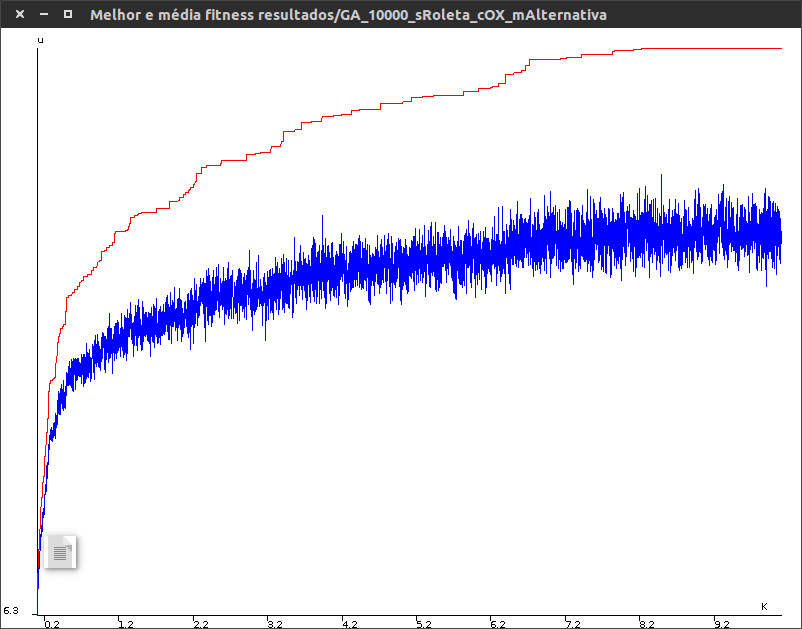 Melhor e média fitness resultados/GA_10000_sRoleta_cOX_mAlternativa
u
K
6.3
0.2 1.2 2.2 3.2 4.2 5.2 6.2 7.2 8.2 9.2